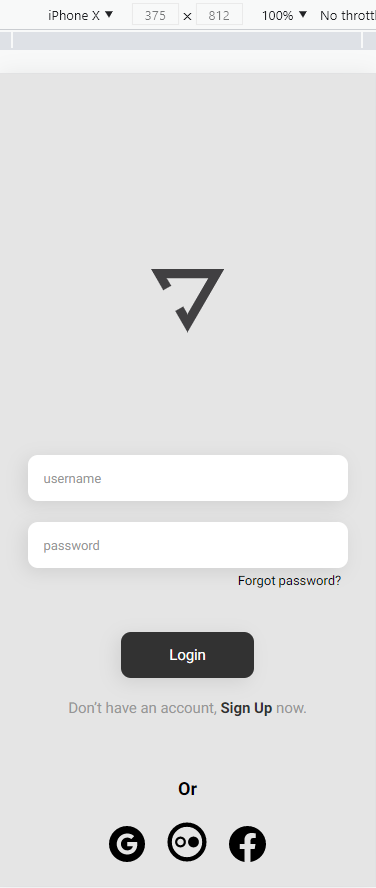 iPhone X ▼ 375 × 812 100% ▼ No thrott
username
password
Forgot password?
Login
Don't have an account, Sign Up now.
Or